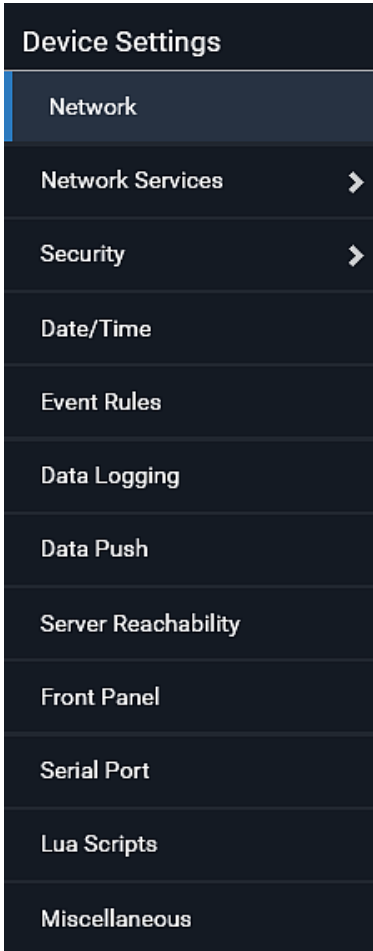 Device Settings
Network
Network Services
Security
Date/Time
Event Rules
Data Logging
Data Push
Server Reachability
Front Panel
Serial Port
Lua Scripts
Miscellaneous